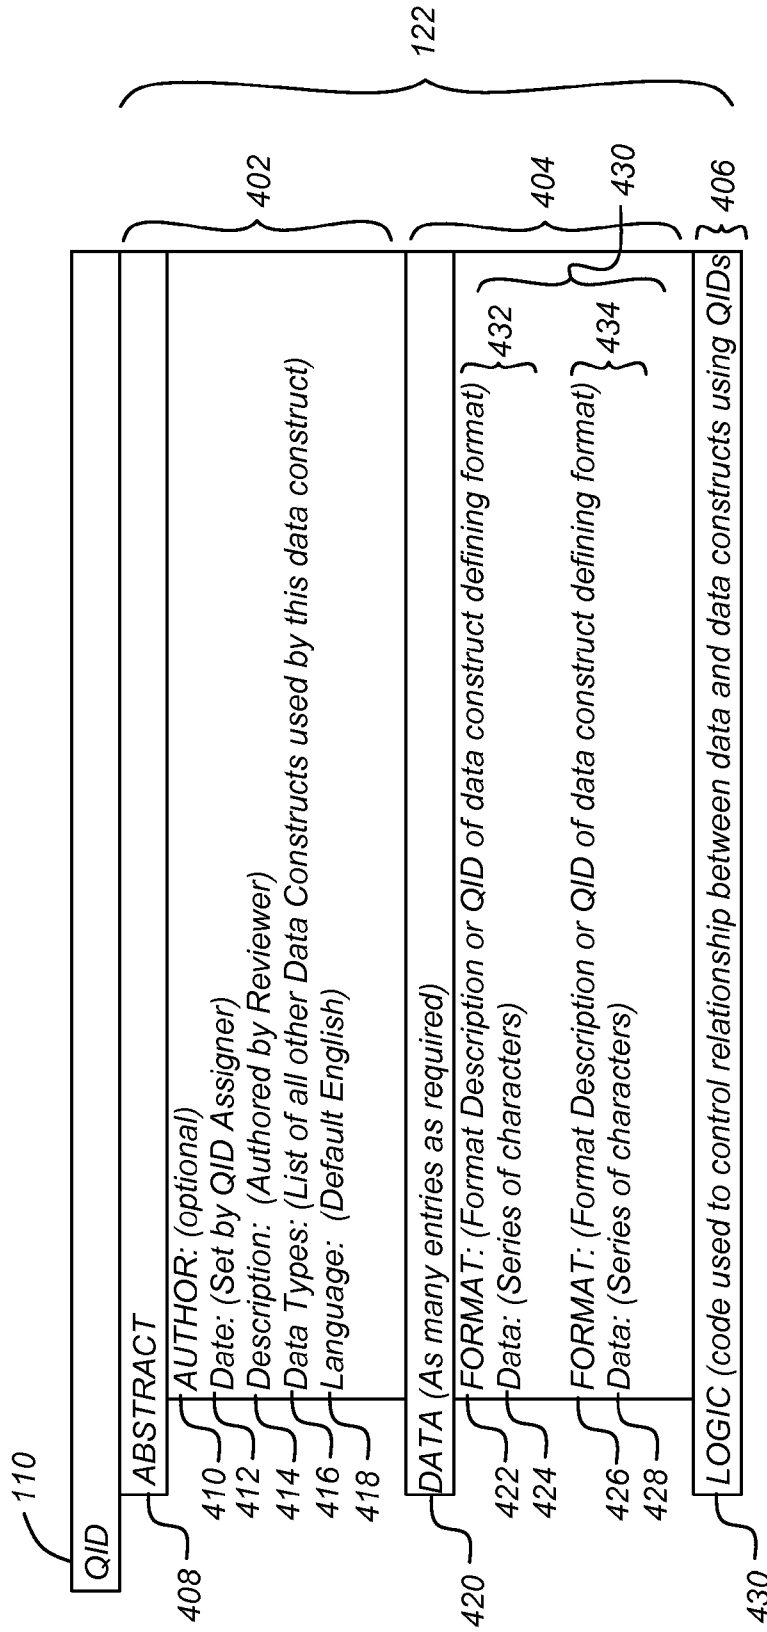 110
QID
408
ABSTRACT
410 AUTHOR: (optional)
412 Date: (Set by QID Assigner)
414 Description: (Authored by Reviewer)
416 Data Types: (List of all other Data Constructs used by this data construct)
418 Language: (Default English)
402
122
420
DATA (As many entries as required)
422 FORMAT: (Format Description or QID of data construct defining format)
432
424 Data: (Series of characters)
404
430
426 FORMAT: (Format Description or QID of data construct defining format)
434
428 Data: (Series of characters)
430
LOGIC (code used to control relationship between data and data constructs using QIDs
406